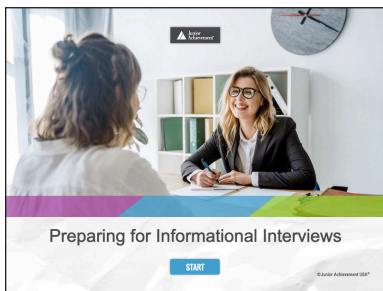 Junior
Achievement®
Preparing for Informational Interviews
START
©Junior Achievement USA®